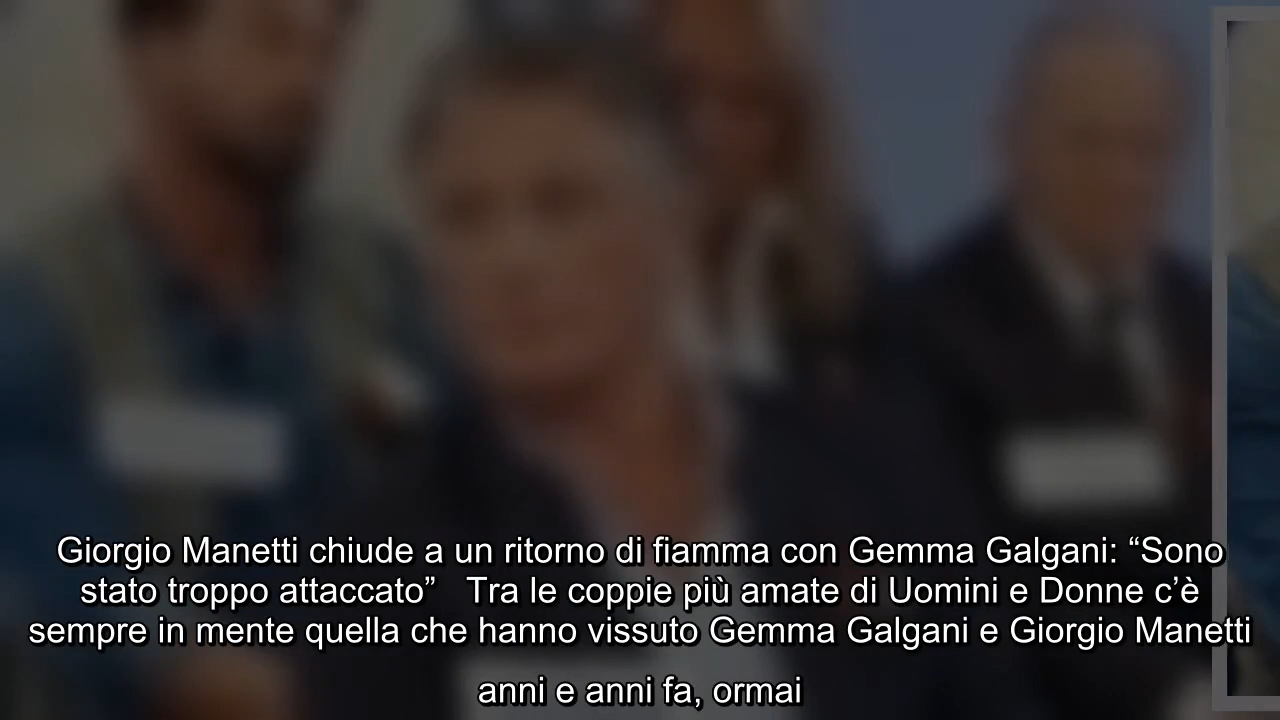 Giorgio Manetti chiude a un ritorno di fiamma con Gemma Galgani: “Sono
stato troppo attaccato”   Tra le coppie più amate di Uomini e Donne c’è
sempre in mente quella che hanno vissuto Gemma Galgani e Giorgio Manetti
anni e anni fa, ormai